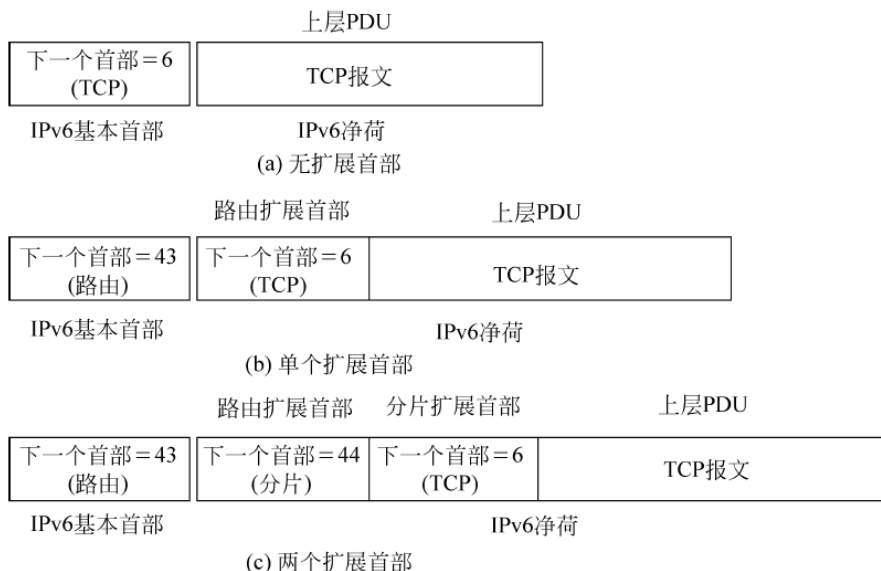 上层PDU
下一个首部=6
(TCP)
TCP报文
IPv6基本首部
IPv6净荷
(a) 无扩展首部
路由扩展首部
上层PDU
下一个首部=43
(路由)
下一个首部=6
(TCP)
TCP报文
IPv6基本首部
IPv6净荷
(b) 单个扩展首部
路由扩展首部
分片扩展首部
上层PDU
下一个首部=43
(路由)
下一个首部=44
(分片)
下一个首部=6
(TCP)
TCP报文
IPv6基本首部
IPv6净荷
(c) 两个扩展首部